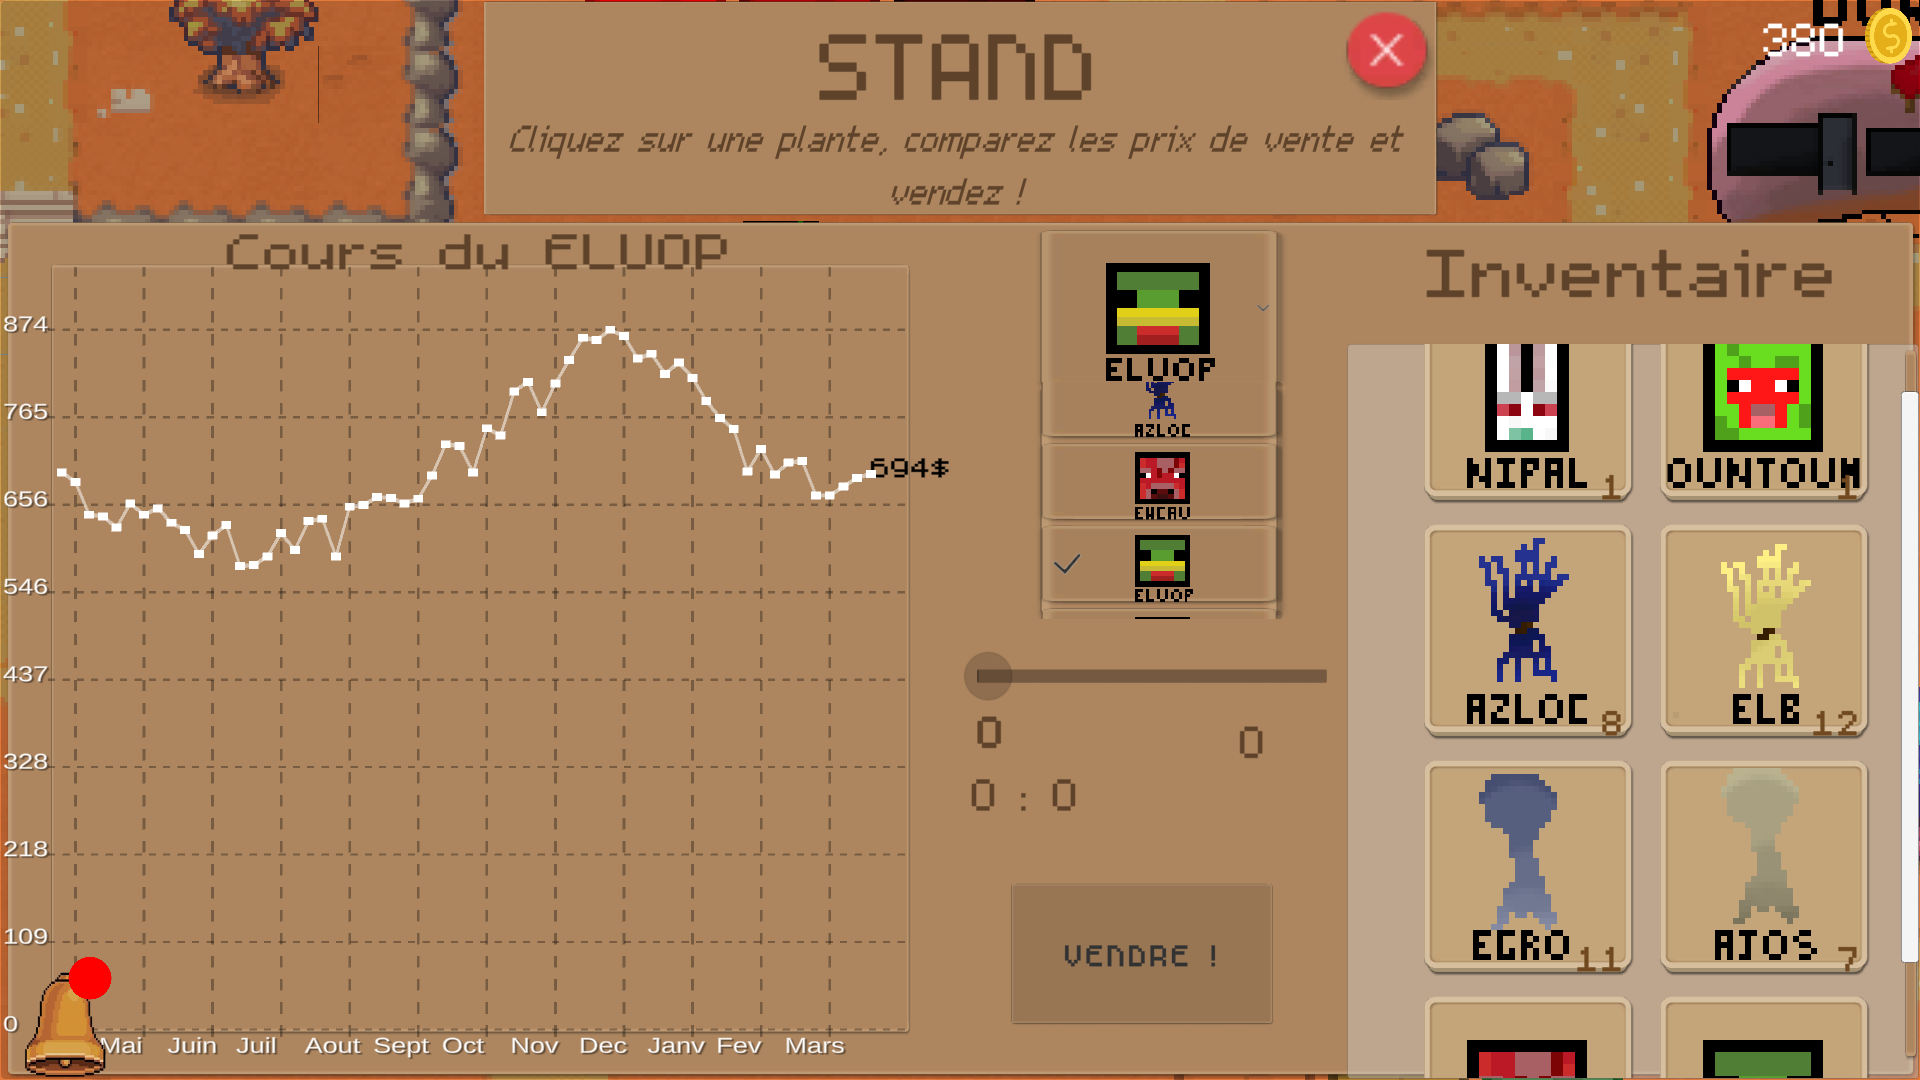 STAND
380
Cliquez sur une plante, comparez les prix de vente et
vendez !
Cours du ELUOP
874
765
656
546
437
328
218
109
0
694$
Mai Juin Juil Aout Sept Oct Nov Dec Janv Fev Mars
ELUOP
AZLOC
EWCAV
ELUOP
0
0
0 : 0
VENDRE !
Inventaire
NIPAL 1
OUNTOUM 1
AZLOC 8
ELB 12
EGRO 11
AJOS 7